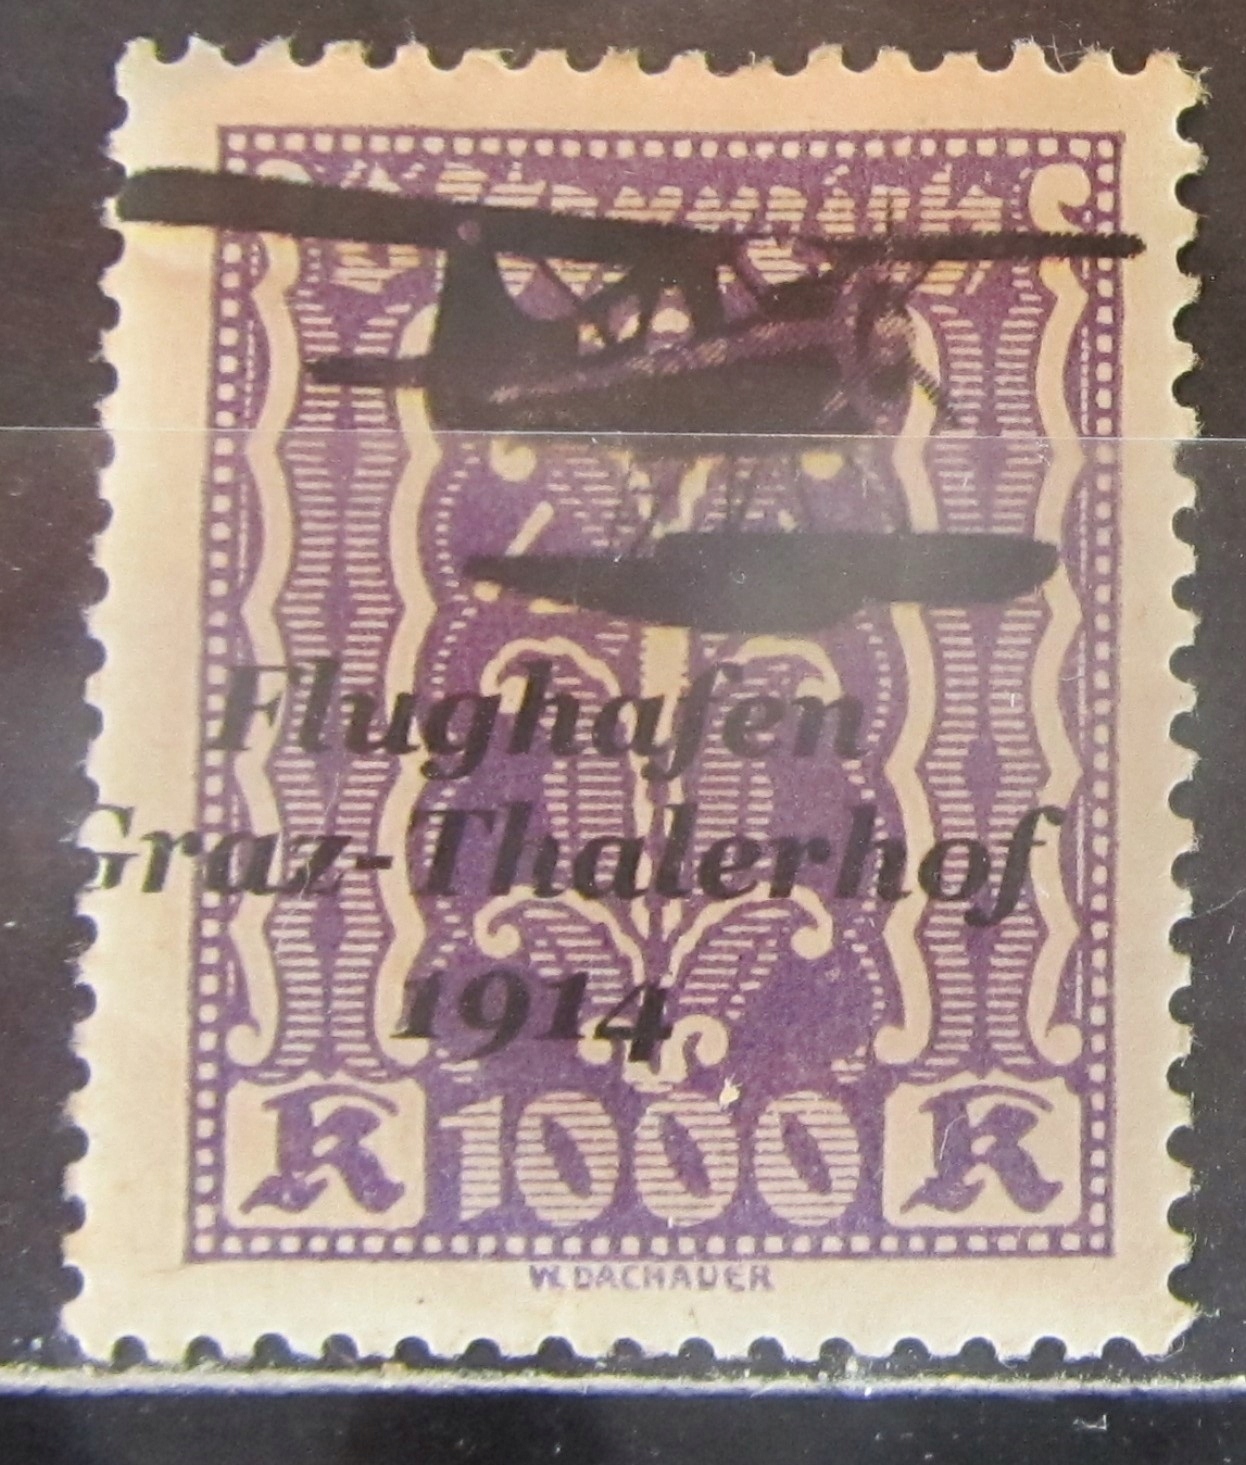 Flughafen
Graz-Thalerhof
1914
K 1000 K
W. DACHAUER